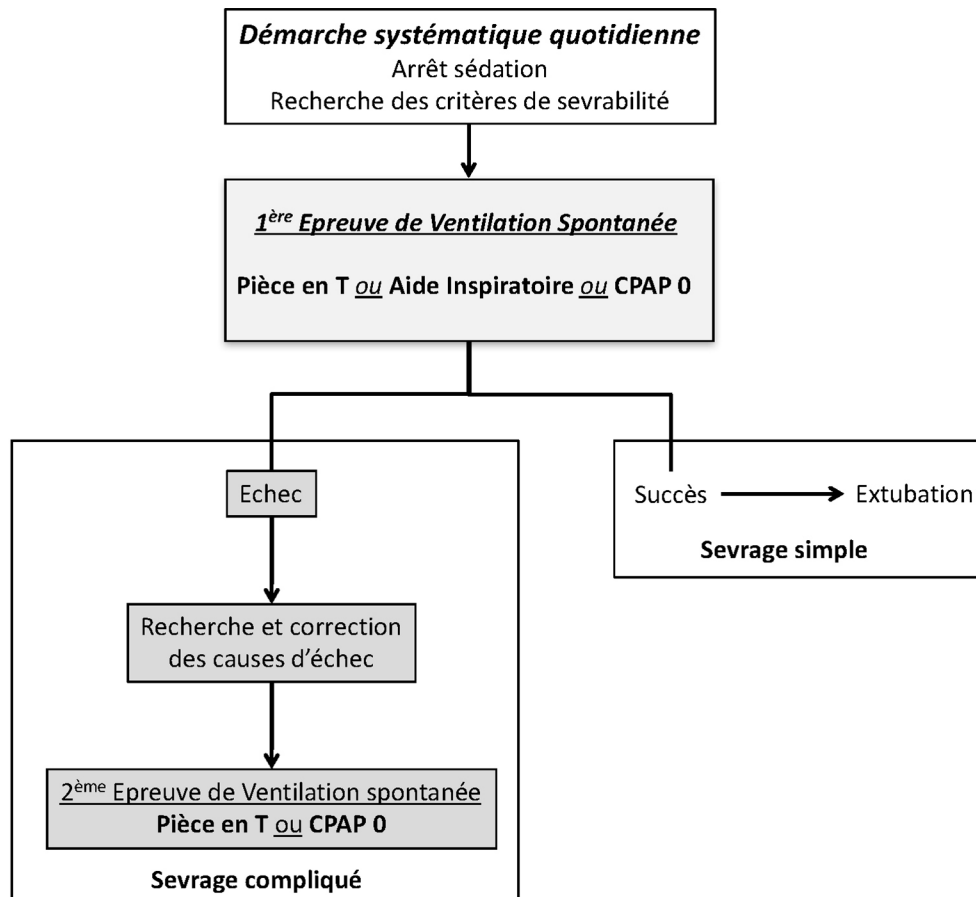 Démarche systématique quotidienne
Arrêt sédation
Recherche des critères de sevrabilité
1ère Epreuve de Ventilation Spontanée
Pièce en T ou Aide Inspiratoire ou CPAP 0
Echec
Succès
Extubation
Sevrage simple
Recherche et correction
des causes d’échec
2ème Epreuve de Ventilation spontanée
Pièce en T ou CPAP 0
Sevrage compliqué